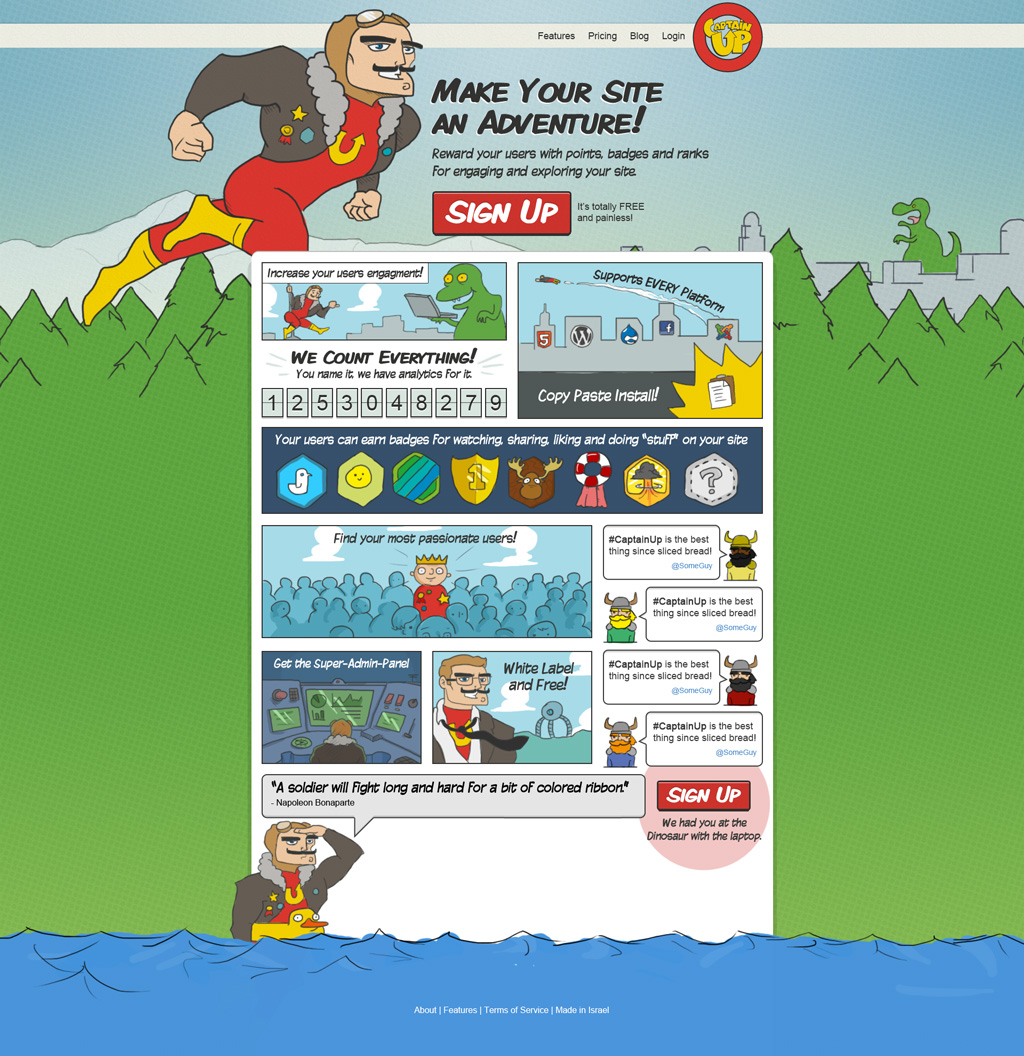 Features Pricing Blog Login
CAPTAIN
UP
Make Your Site
an Adventure!
Reward your users with points, badges and ranks
for engaging and exploring your site.
Sign Up
It's totally FREE
and painless!
Increase your users engagment!
We Count Everything!
You name it, we have analytics for it.
1 2 5 3 0 4 8 2 7 9
Supports EVERY Platform
5
W
f
Copy Paste Install!
Your users can earn badges for watching, sharing, liking and doing "stuff" on your site
1
?
Find your most passionate users!
#CaptainUp is the best
thing since sliced bread!
@SomeGuy
#CaptainUp is the best
thing since sliced bread!
@SomeGuy
Get the Super-Admin-Panel
White Label
and Free!
#CaptainUp is the best
thing since sliced bread!
@SomeGuy
#CaptainUp is the best
thing since sliced bread!
@SomeGuy
"A soldier will fight long and hard for a bit of colored ribbon."
- Napoleon Bonaparte
Sign Up
We had you at the
Dinosaur with the laptop.
About | Features | Terms of Service | Made in Israel